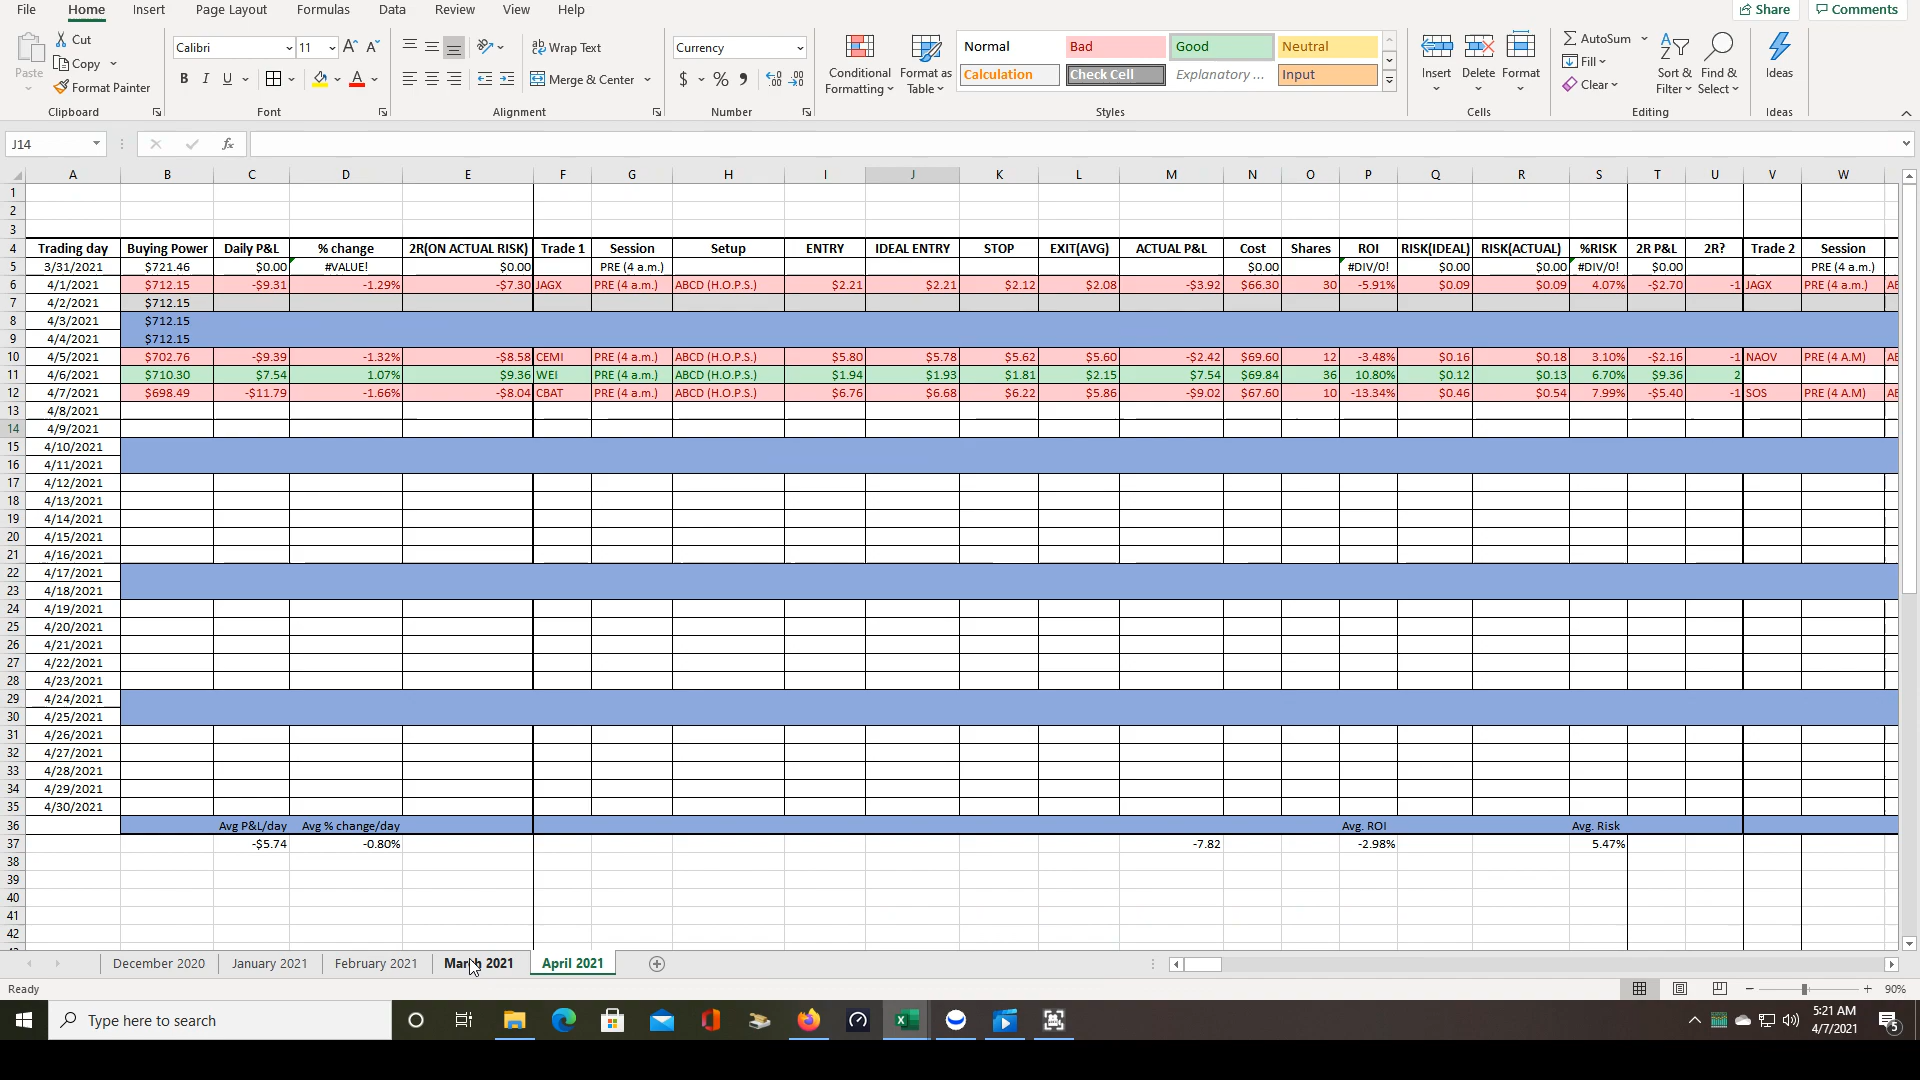 File Home Insert Page Layout Formulas Data Review View Help Share Comments
Paste Cut Copy Format Painter Clipboard
Calibri 11 B I U A Font
Wrap Text Merge & Center Alignment
Currency $ % Number
Conditional Formatting Format as Table
Normal Bad Good Neutral
Calculation Check Cell Explanatory ... Input
Styles
Insert Delete Format Cells
AutoSum Fill Clear Sort & Filter Find & Select Editing
Ideas Ideas
J14 fx
A B C D E F G H I J K L M N O P Q R S T U V W
1
2
3
4 Trading day Buying Power Daily P&L % change 2R(ON ACTUAL RISK) Trade 1 Session Setup ENTRY IDEAL ENTRY STOP EXIT(AVG) ACTUAL P&L Cost Shares ROI RISK(IDEAL) RISK(ACTUAL) %RISK 2R P&L 2R? Trade 2 Session
5 3/31/2021 $721.46 $0.00 #VALUE! $0.00 PRE (4 a.m.) $0.00 #DIV/0! $0.00 $0.00 #DIV/0! $0.00 PRE (4 a.m.)
6 4/1/2021 $712.15 -$9.31 -1.29% -$7.30 JAGX PRE (4 a.m.) ABCD (H.O.P.S.) $2.21 $2.21 $2.12 $2.08 -$3.92 $66.30 30 -5.91% $0.09 $0.09 4.07% -$2.70 -1 JAGX PRE (4 a.m.) AB
7 4/2/2021 $712.15
8 4/3/2021 $712.15
9 4/4/2021 $712.15
10 4/5/2021 $702.76 -$9.39 -1.32% -$8.58 CEMI PRE (4 a.m.) ABCD (H.O.P.S.) $5.80 $5.78 $5.62 $5.60 -$2.42 $69.60 12 -3.48% $0.16 $0.18 3.10% -$2.16 -1 NAOV PRE (4 A.M) AB
11 4/6/2021 $710.30 $7.54 1.07% $9.36 WEI PRE (4 a.m.) ABCD (H.O.P.S.) $1.94 $1.93 $1.81 $2.15 $7.54 $69.84 36 10.80% $0.12 $0.13 6.70% $9.36 2
12 4/7/2021 $698.49 -$11.79 -1.66% -$8.04 CBAT PRE (4 a.m.) ABCD (H.O.P.S.) $6.76 $6.68 $6.22 $5.86 -$9.02 $67.60 10 -13.34% $0.46 $0.54 7.99% -$5.40 -1 SOS PRE (4 A.M) AB
13 4/8/2021
14 4/9/2021
15 4/10/2021
16 4/11/2021
17 4/12/2021
18 4/13/2021
19 4/14/2021
20 4/15/2021
21 4/16/2021
22 4/17/2021
23 4/18/2021
24 4/19/2021
25 4/20/2021
26 4/21/2021
27 4/22/2021
28 4/23/2021
29 4/24/2021
30 4/25/2021
31 4/26/2021
32 4/27/2021
33 4/28/2021
34 4/29/2021
35 4/30/2021
36 Avg P&L/day Avg % change/day Avg. ROI Avg. Risk
37 -$5.74 -0.80% -7.82 -2.98% 5.47%
38
39
40
41
42
December 2020 January 2021 February 2021 March 2021 April 2021
Ready 90%
Type here to search 5:21 AM
4/7/2021 5